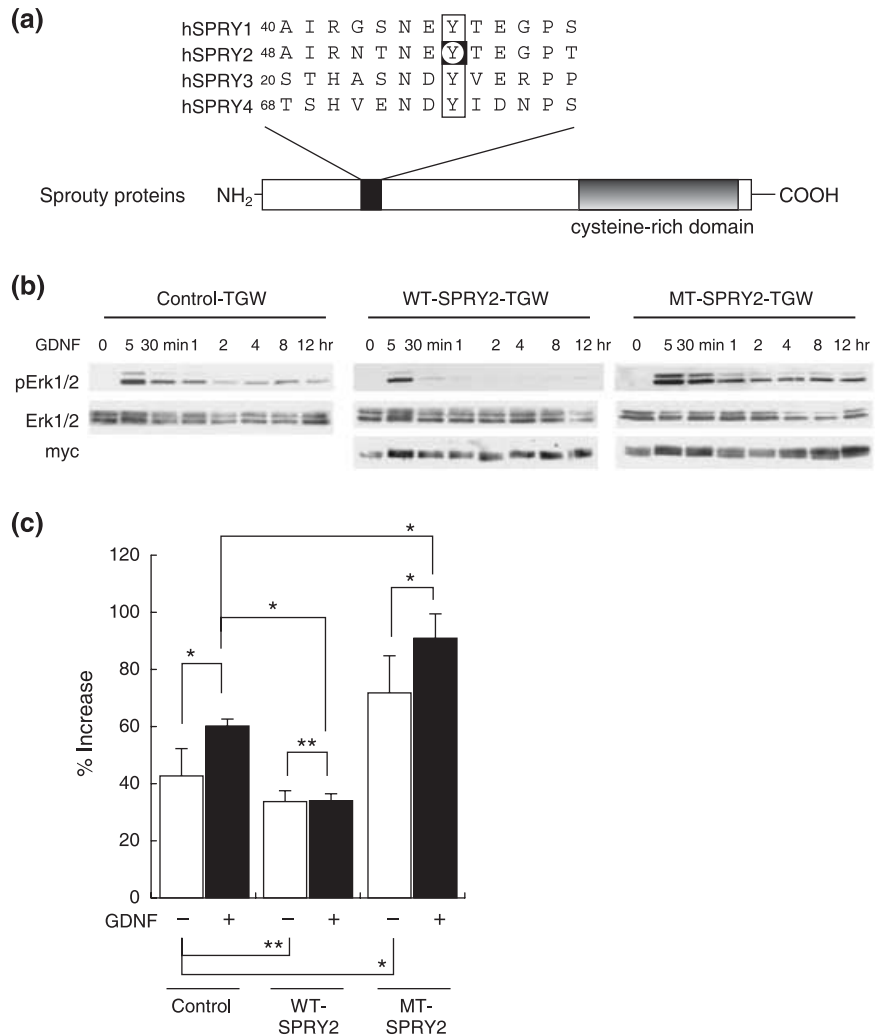 (a)
hSPRY1 40 A I R G S N E Y T E G P S
hSPRY2 48 A I R N T N E Y T E G P T
hSPRY3 20 S T H A S N D Y V E R P P
hSPRY4 68 T S H V E N D Y I D N P S
Sprouty proteins NH2 COOH
cysteine-rich domain
(b)
Control-TGW WT-SPRY2-TGW MT-SPRY2-TGW
GDNF 0 5 30 min 1 2 4 8 12 hr 0 5 30 min 1 2 4 8 12 hr 0 5 30 min 1 2 4 8 12 hr
pErk1/2
Erk1/2
myc
(c)
% Increase
120
100
80
60
40
20
0
*
*
*
*
**
GDNF − + − + − +
**
*
Control WT-SPRY2 MT-SPRY2